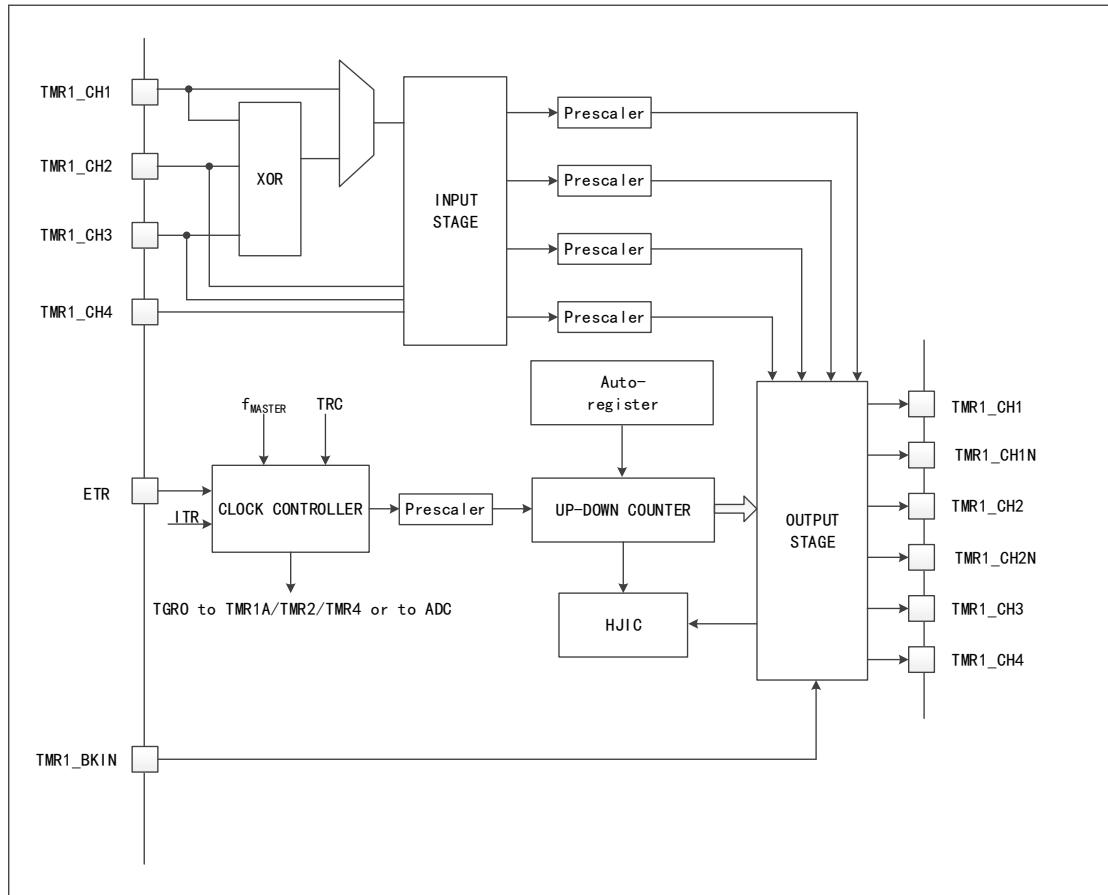 TMR1_CH1
TMR1_CH2
TMR1_CH3
TMR1_CH4
XOR
INPUT
STAGE
Prescaler
Prescaler
Prescaler
Prescaler
Auto-
register
fMASTER
TRC
ETR
ITR
CLOCK CONTROLLER
Prescaler
UP-DOWN COUNTER
OUTPUT
STAGE
TGRO to TMR1A/TMR2/TMR4 or to ADC
HJIC
TMR1_CH1
TMR1_CH1N
TMR1_CH2
TMR1_CH2N
TMR1_CH3
TMR1_CH4
TMR1_BKIN